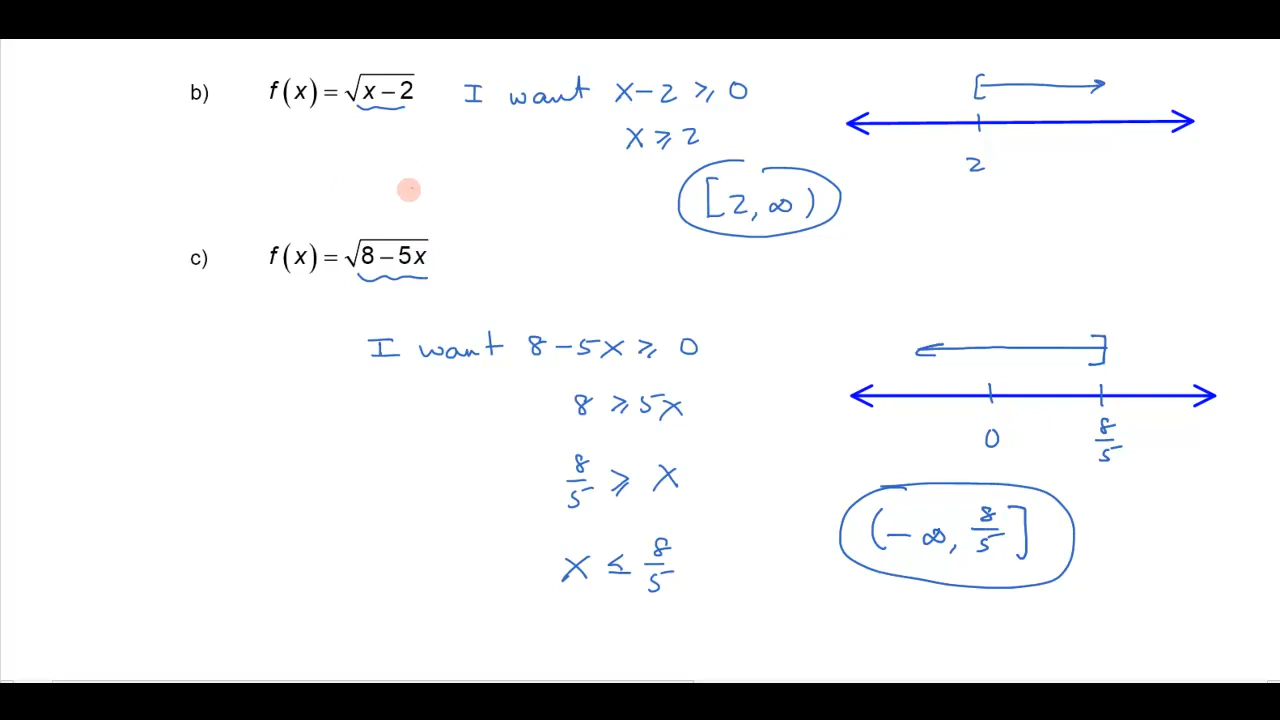 b) f(x) = √(x − 2) I want x − 2 ⩾ 0
x ⩾ 2
2
[2, ∞)
c) f(x) = √(8 − 5x)
I want 8 − 5x ⩾ 0
8 ⩾ 5x
0 8/5
8/5 ⩾ x
(−∞, 8/5]
x ≤ 8/5